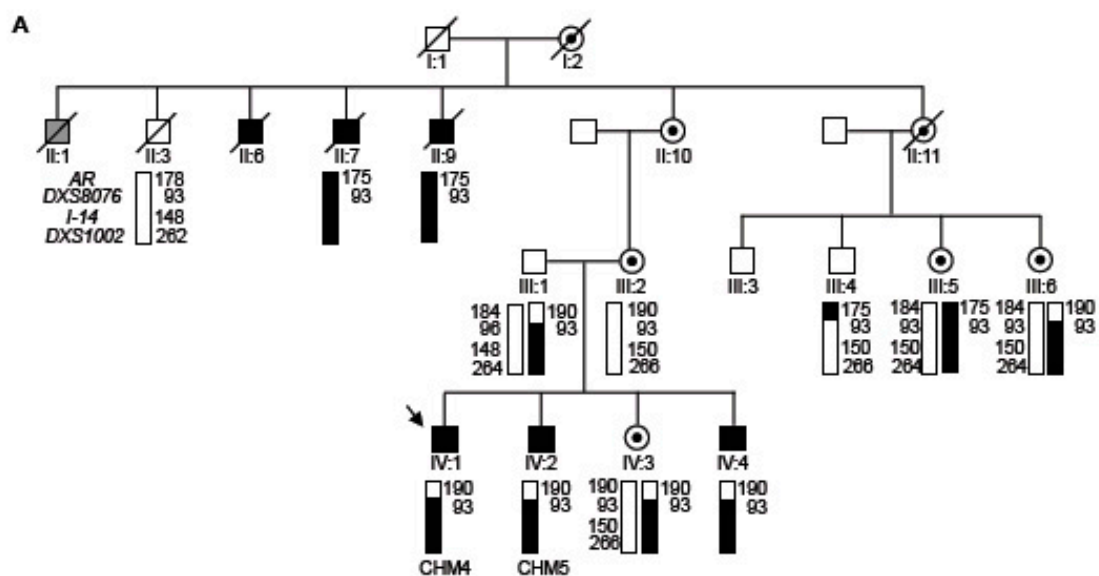 A
I:1 I:2
II:1 II:3 II:6 II:7 II:9 II:10 II:11
AR 178 175 175
DXS8076 93 93 93
I-14 148
DXS1002 262
III:1 III:2 III:3 III:4 III:5 III:6
184 190 190 175 184 175 184 190
96 93 93 93 93 93 93 93
148 150 150 150 150
264 266 266 264 264
IV:1 IV:2 IV:3 IV:4
190 190 190 190 190
93 93 93 93 93
150
266
CHM4 CHM5